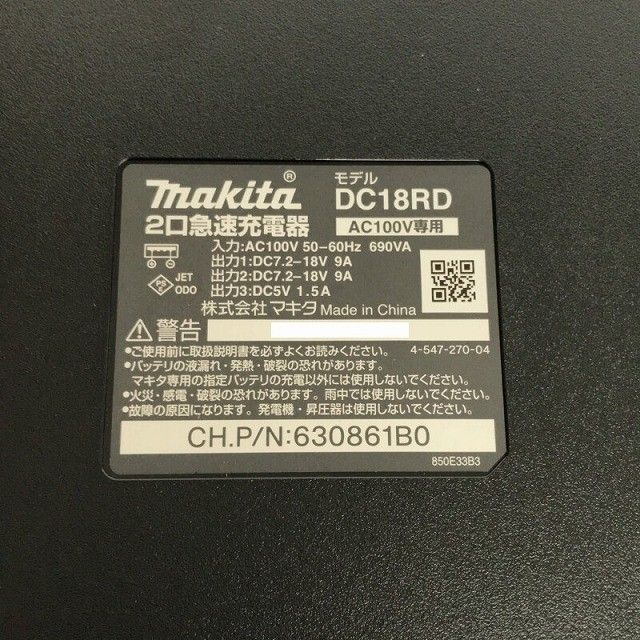 makita® モデル DC18RD
2口急速充電器 AC100V専用
入力:AC100V 50-60Hz 690VA
出力1:DC7.2-18V 9A
出力2:DC7.2-18V 9A
出力3:DC5V 1.5A
PS E JET ODO
株式会社マキタ Made in China
警告
•ご使用前に取扱説明書を必ずよくお読みください。 4-547-270-04
•バッテリの液漏れ・発熱・破裂の恐れがあります。
マキタ専用の指定バッテリの充電以外には使用しないでください。
•火災・感電・破裂の恐れがあります。雨中では使用しないでください。
•故障の原因になります。発電機・昇圧器は使用しないでください。
CH.P/N:630861B0
850E33B3